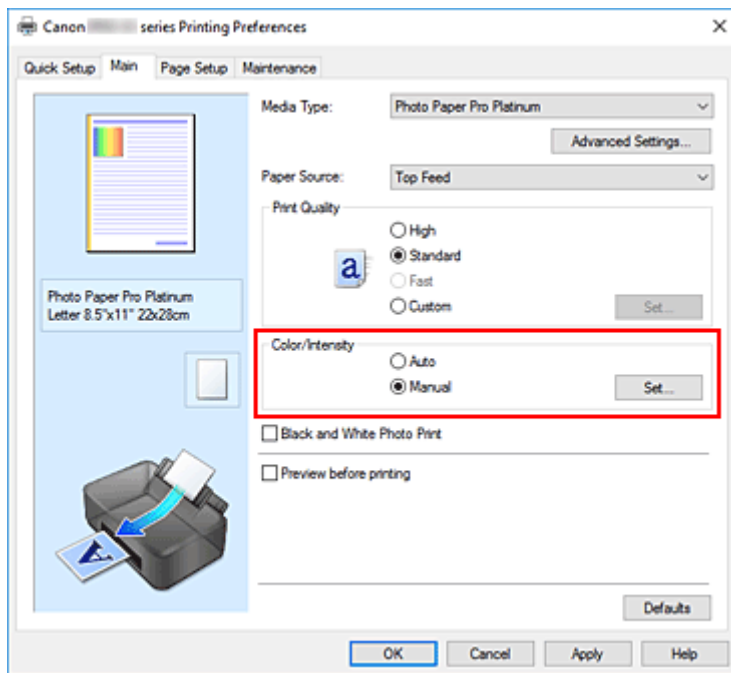 Canon series Printing Preferences
Quick Setup Main Page Setup Maintenance
Media Type: Photo Paper Pro Platinum
Advanced Settings...
Paper Source: Top Feed
Print Quality
High
a Standard
Fast
Photo Paper Pro Platinum
Letter 8.5"x11" 22x28cm
Custom Set...
Color/Intensity
Auto
Manual Set...
Black and White Photo Print
Preview before printing
A
Defaults
OK Cancel Apply Help